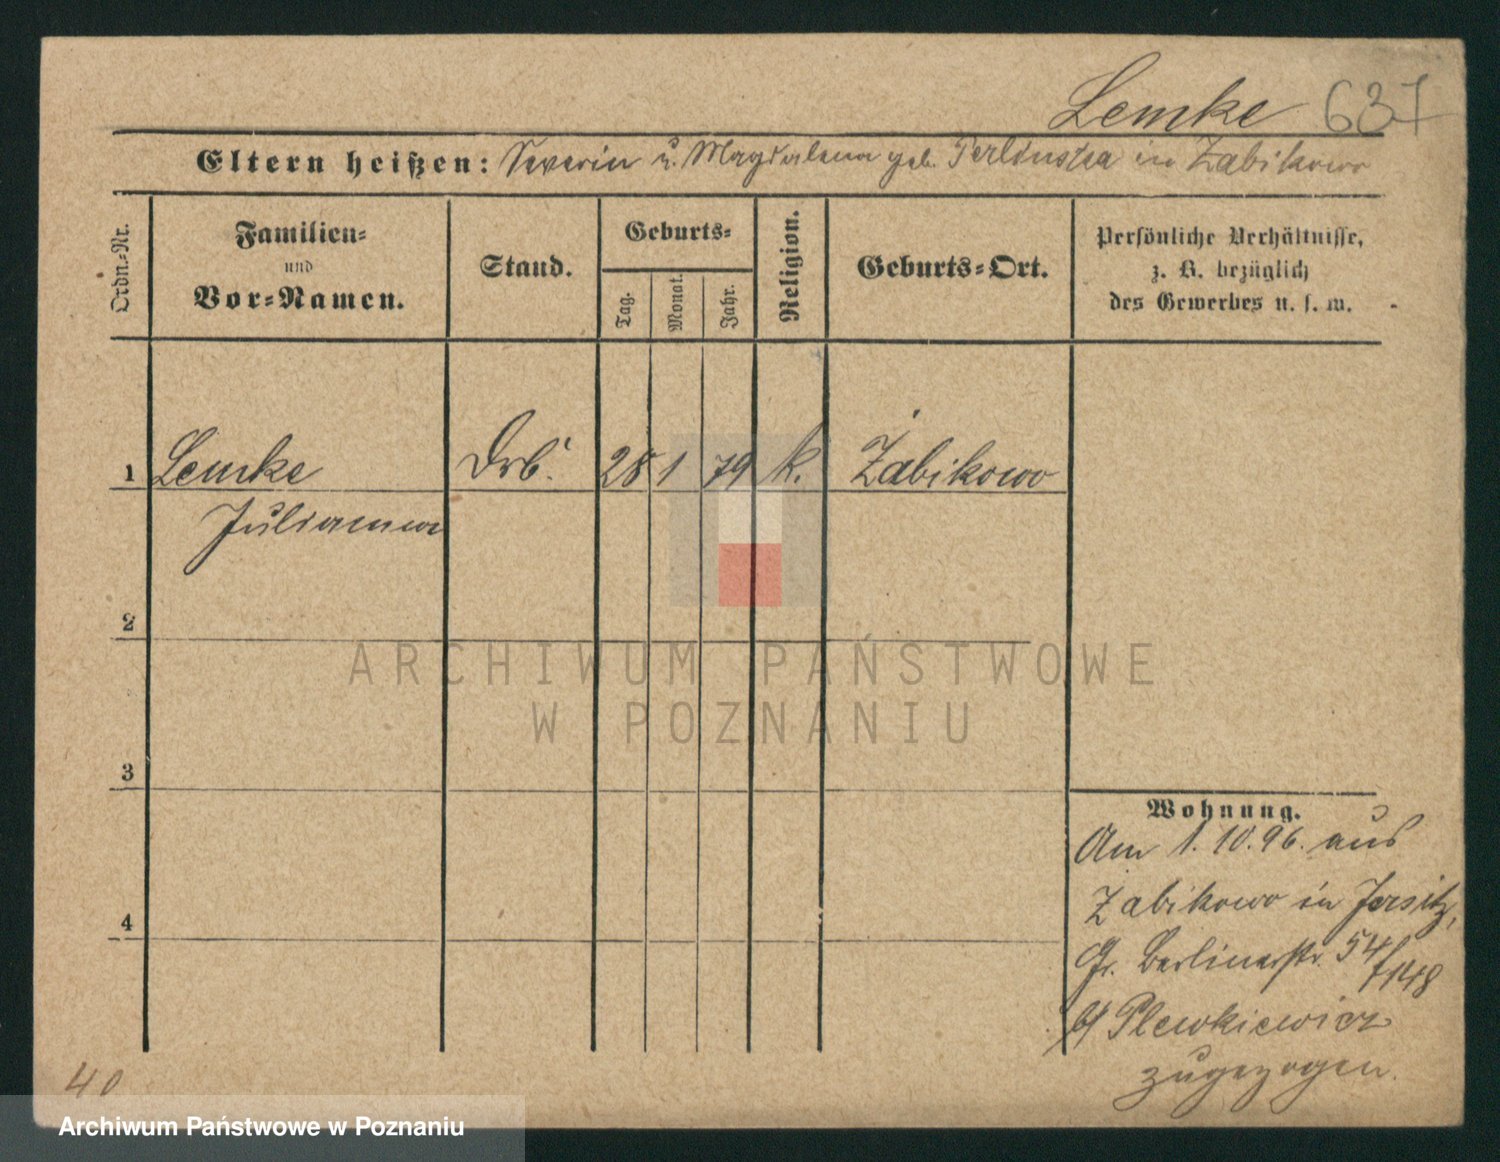 Lemke 637
Eltern heißen: Severin u. Magdalena geb. Perlinska in Zabikowo
Ordn.-Nr.
Familien-
und
Vor-Namen.
Stand.
Geburts-
Tag.
Monat.
Jahr.
Religion.
Geburts-Ort.
Persönliche Verhältnisse,
z. B. bezüglich
des Gewerbes u. s. w.
1 Lemke
Julianna
28 1 79 k. Żabikowo
2
3
4
ARCHIWUM PAŃSTWOWE
W POZNANIU
Wohnung.
Am 1.10.96. aus
Zabikowo in Jersitz,
Gr. Berlinerstr. 54/
148
b/ Plewkiewicz
zugezogen.
40
Archiwum Państwowe w Poznaniu